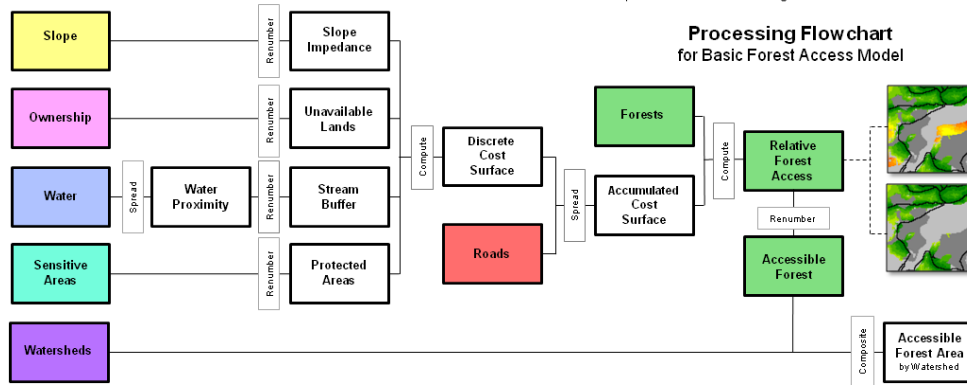 Processing Flowchart
for Basic Forest Access Model
Slope
Renumber
Slope
Impedance
Ownership
Renumber
Unavailable
Lands
Water
Spread
Water
Proximity
Renumber
Stream
Buffer
Sensitive
Areas
Renumber
Protected
Areas
Compute
Discrete
Cost
Surface
Roads
Spread
Forests
Accumulated
Cost
Surface
Compute
Relative
Forest
Access
Renumber
Accessible
Forest
Watersheds
Composite
Accessible
Forest Area
by Watershed